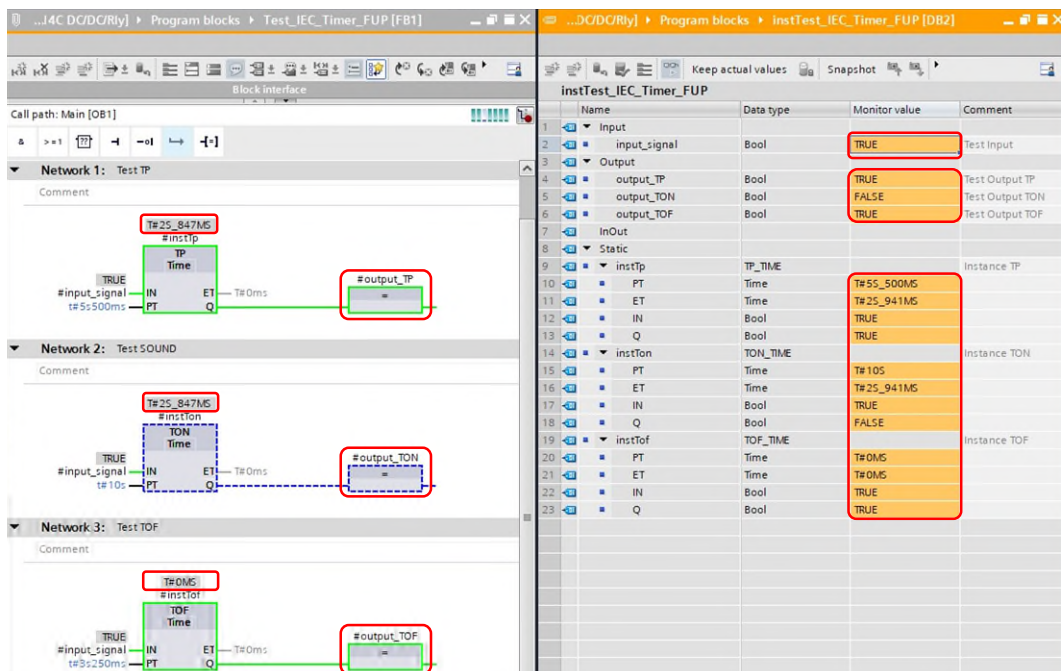 ...J4C DC/DC/Rly] ▸ Program blocks ▸ Test_IEC_Timer_FUP [FB1]
Block interface
Call path: Main [OB1]
& >=1 ??
Network 1: Test TP
Comment
T#2S_847MS
#instTp
TP
Time
TRUE
#input_signal IN ET T#0ms
t#5s500ms PT Q
#output_TP
=
Network 2: Test SOUND
Comment
T#2S_847MS
#instTon
TON
Time
TRUE
#input_signal IN ET T#0ms
t#10s PT Q
#output_TON
=
Network 3: Test TOF
Comment
T#0MS
#instTof
TOF
Time
TRUE
#input_signal IN ET T#0ms
t#3s250ms PT Q
#output_TOF
=
...DC/DC/Rly] ▸ Program blocks ▸ instTest_IEC_Timer_FUP [DB2]
Keep actual values Snapshot
instTest_IEC_Timer_FUP
Name Data type Monitor value Comment
1 Input
2 input_signal Bool TRUE Test Input
3 Output
4 output_TP Bool TRUE Test Output TP
5 output_TON Bool FALSE Test Output TON
6 output_TOF Bool TRUE Test Output TOF
7 InOut
8 Static
9 instTp TP_TIME Instance TP
10 PT Time T#5S_500MS
11 ET Time T#2S_941MS
12 IN Bool TRUE
13 Q Bool TRUE
14 instTon TON_TIME Instance TON
15 PT Time T#10S
16 ET Time T#2S_941MS
17 IN Bool TRUE
18 Q Bool FALSE
19 instTof TOF_TIME Instance TOF
20 PT Time T#0MS
21 ET Time T#0MS
22 IN Bool TRUE
23 Q Bool TRUE